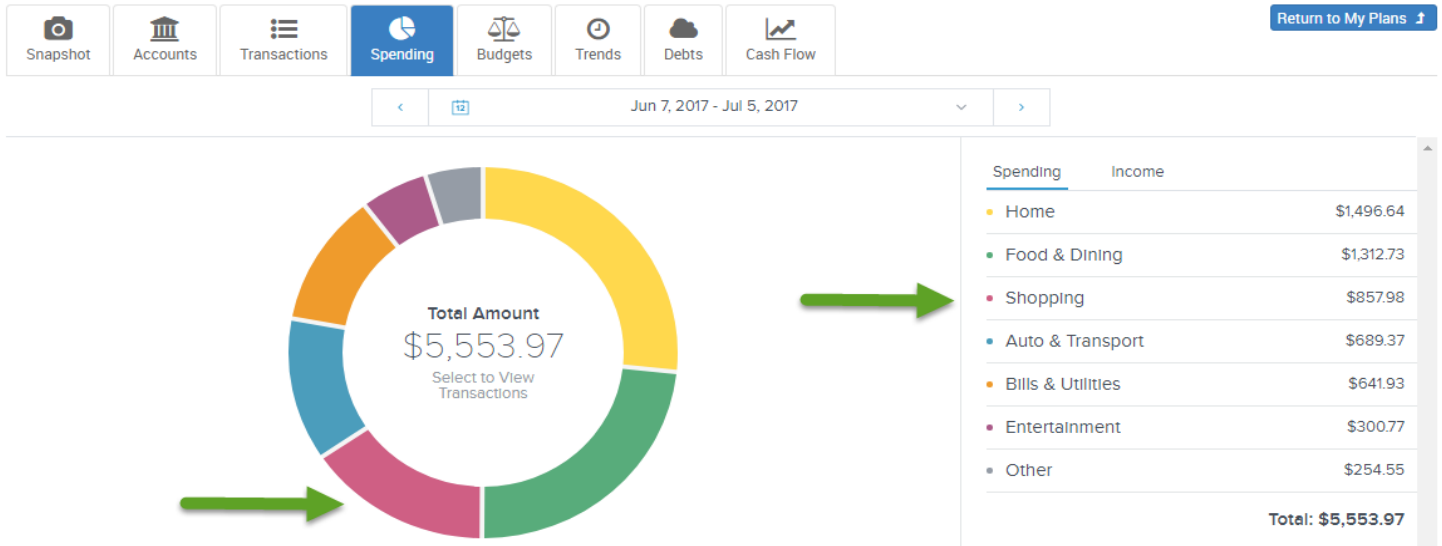 Return to My Plans
Snapshot
Accounts
Transactions
Spending
Budgets
Trends
Debts
Cash Flow
12
Jun 7, 2017 - Jul 5, 2017
Spending Income
Home $1,496.64
Food & Dining $1,312.73
Shopping $857.98
Auto & Transport $689.37
Bills & Utilities $641.93
Entertainment $300.77
Other $254.55
Total: $5,553.97
Total Amount
$5,553.97
Select to View
Transactions